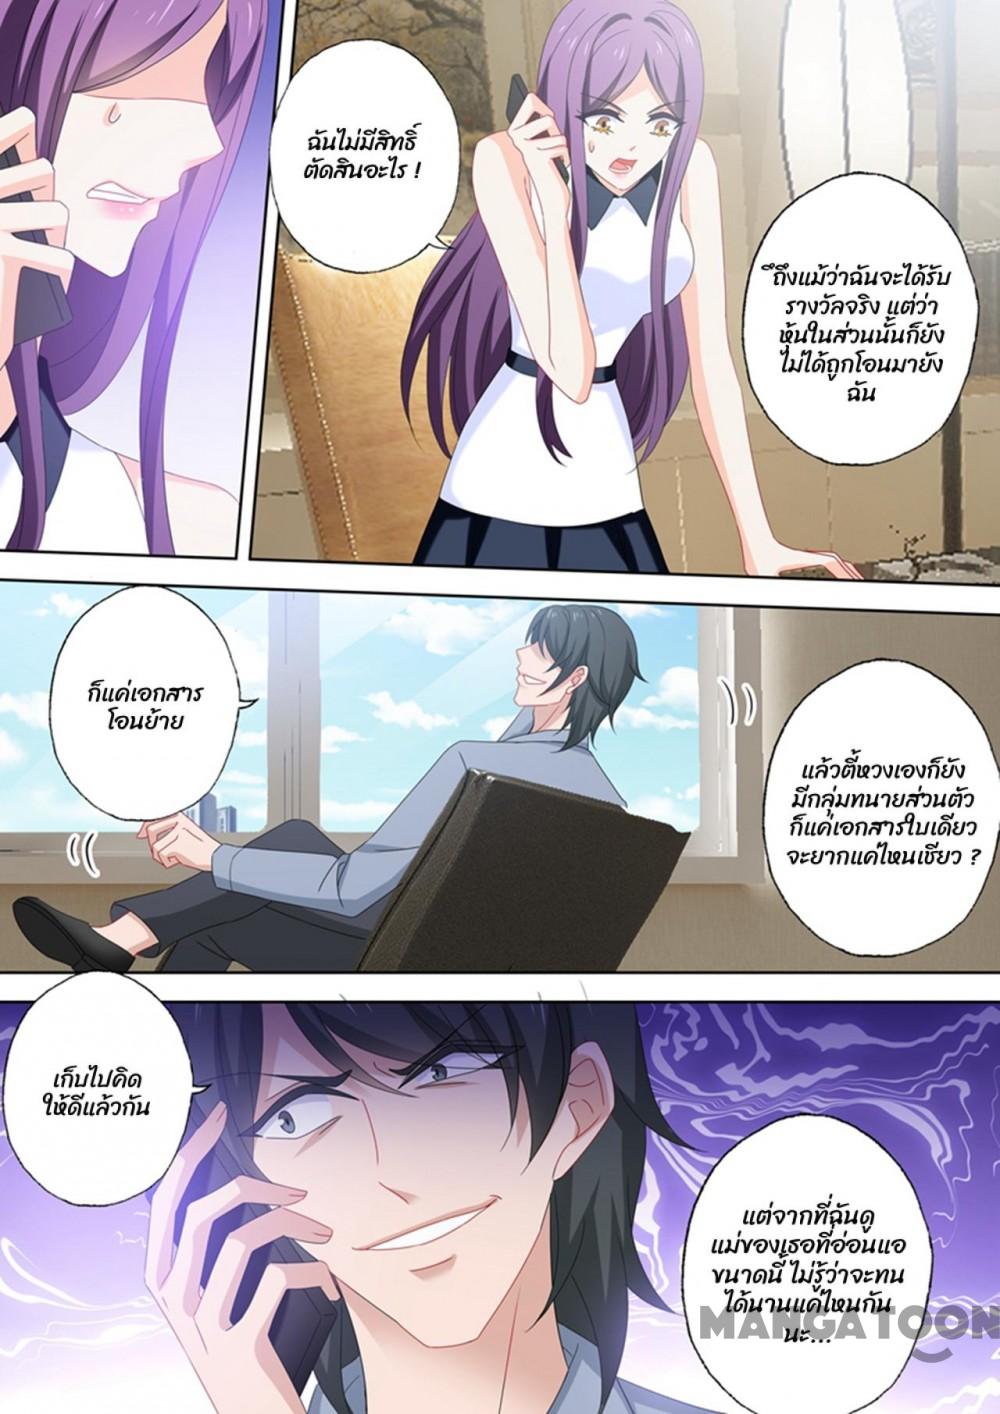 ฉันไม่มีสิทธิ์
ตัดสินอะไร !
ึถึงแม้ว่าฉันจะได้รับ
รางวัลจริง แต่ว่า
หุ้นในส่วนนั้นก็ยัง
ไม่ได้ถูกโอนมายัง
ฉัน
ก็แค่เอกสาร
โอนย้าย
แล้วตี้หวงเองก็ยัง
มีกลุ่มทนายส่วนตัว
ก็แค่เอกสารใบเดียว
จะยากแค่ไหนเชียว ?
เก็บไปคิด
ให้ดีแล้วกัน
แต่จากที่ฉันดู
แม่ของเธอที่อ่อนแอ
ขนาดนี้ ไม่รู้ว่าจะทน
ได้นานแค่ไหนกัน
นะ...
MANGATOON